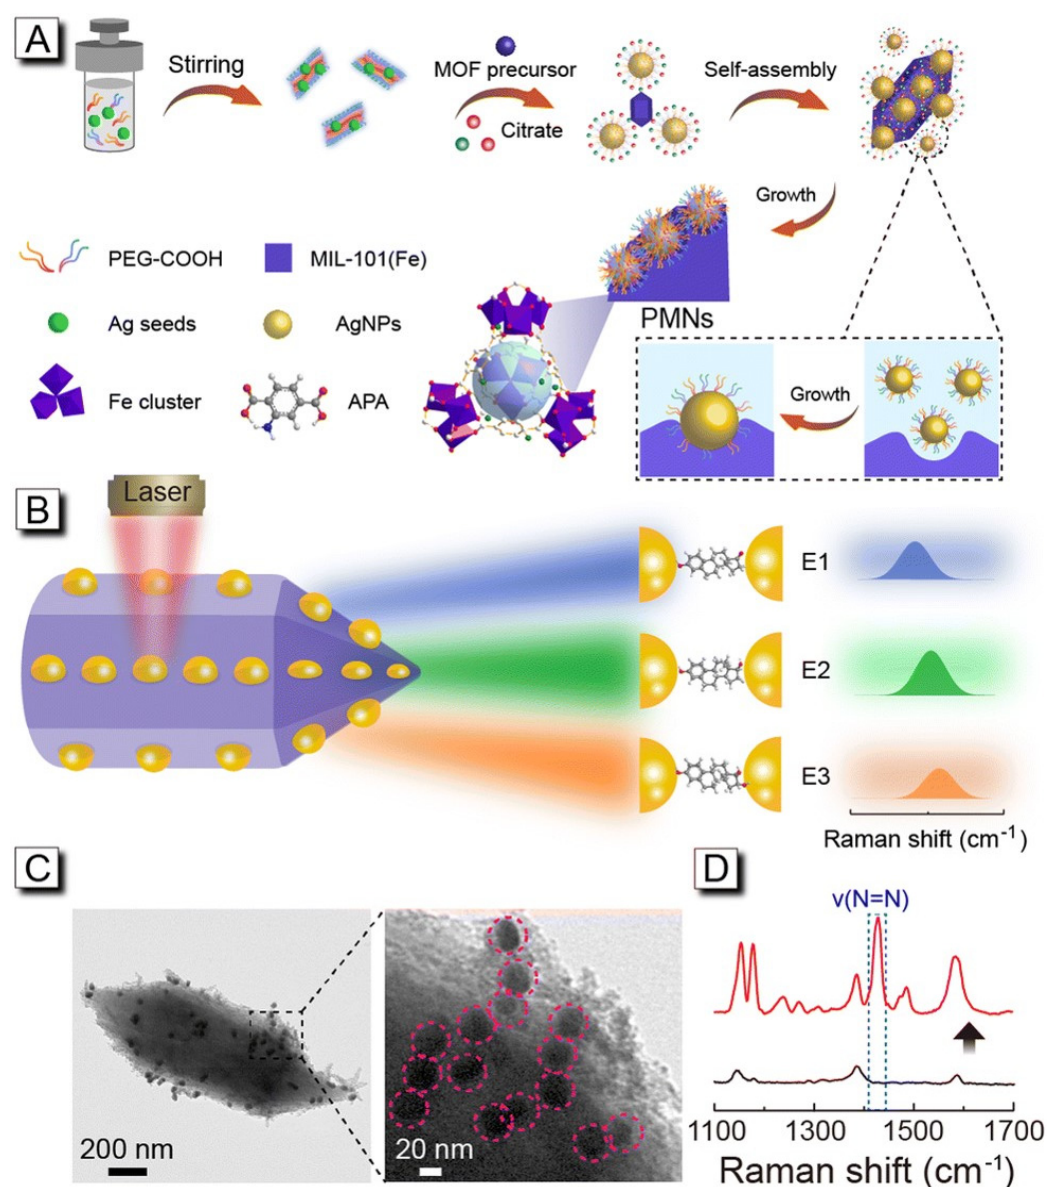 A
Stirring
MOF precursor
Citrate
Self-assembly
Growth
PEG-COOH
MIL-101(Fe)
Ag seeds
AgNPs
Fe cluster
APA
PMNs
Growth
B
Laser
E1
E2
E3
Raman shift (cm⁻¹)
C
200 nm
20 nm
D
v(N=N)
1100 1300 1500 1700
Raman shift (cm⁻¹)